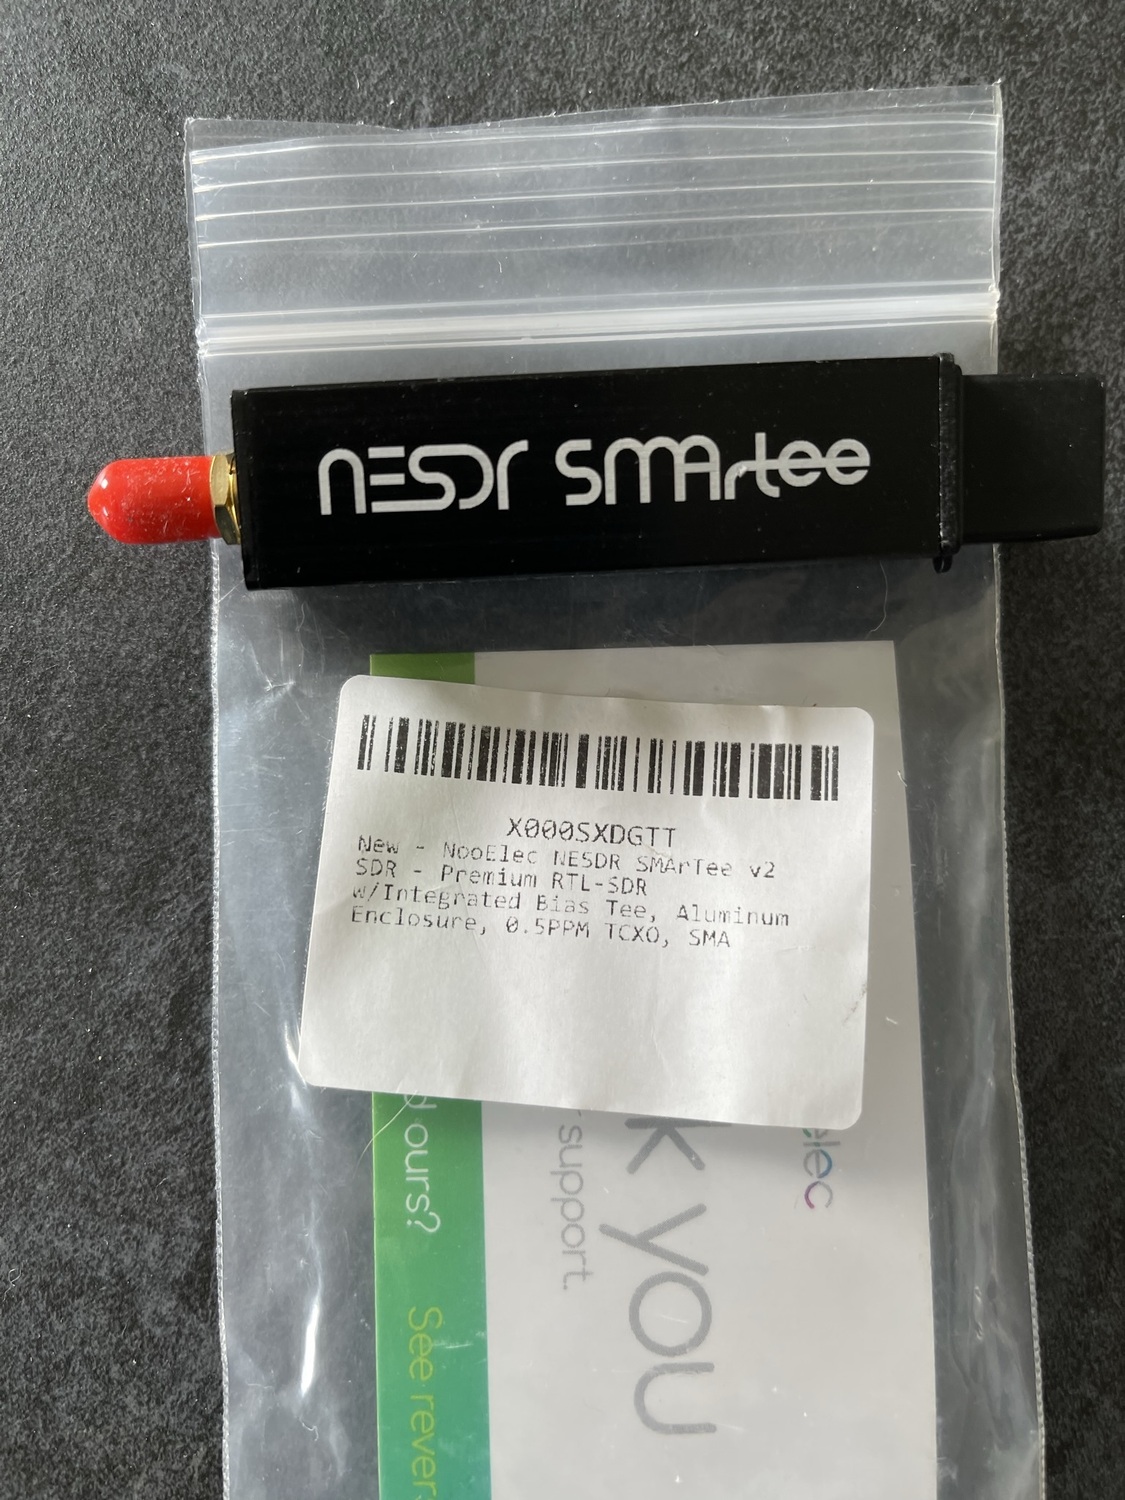 nESDr SMArtee
X000SXDGTT
New - NooElec NESDR SMArTee v2
SDR - Premium RTL-SDR
w/Integrated Bias Tee, Aluminum
Enclosure, 0.5PPM TCXO, SMA
elec
k you
support.
d ours? See rever